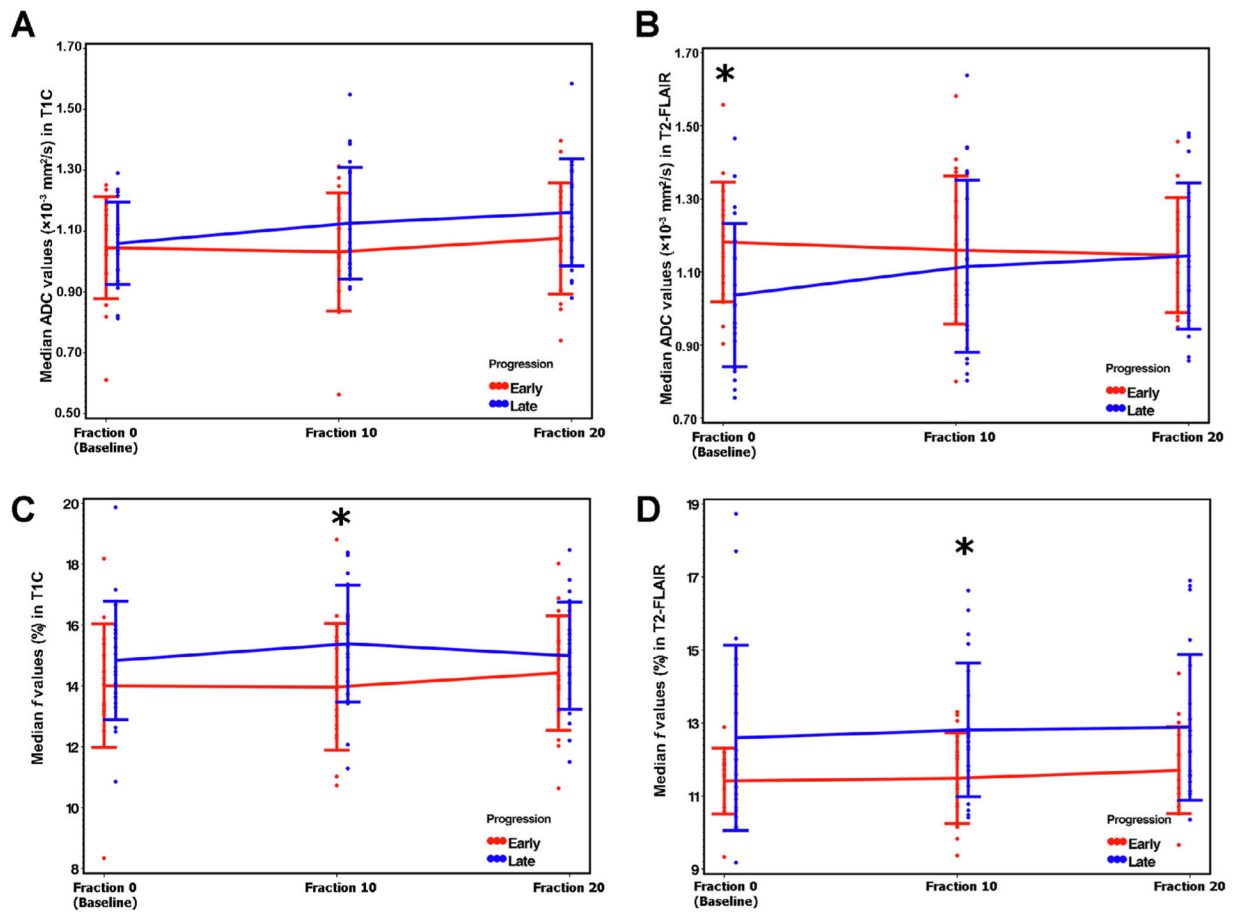 A
Median ADC values (×10⁻³ mm²/s) in T1C
1.70
1.50
1.30
1.10
0.90
0.70
0.50
*
Progression
Early
Late
Fraction 0
(Baseline)
Fraction 10
Fraction 20
B
Median ADC values (×10⁻³ mm²/s) in T2-FLAIR
1.70
1.50
1.30
1.10
0.90
0.70
Progression
Early
Late
Fraction 0
(Baseline)
Fraction 10
Fraction 20
C
Median f values (%) in T1C
20
18
16
14
12
10
8
*
Progression
Early
Late
Fraction 0
(Baseline)
Fraction 10
Fraction 20
D
Median f values (%) in T2-FLAIR
19
17
15
13
11
9
*
Progression
Early
Late
Fraction 0
(Baseline)
Fraction 10
Fraction 20